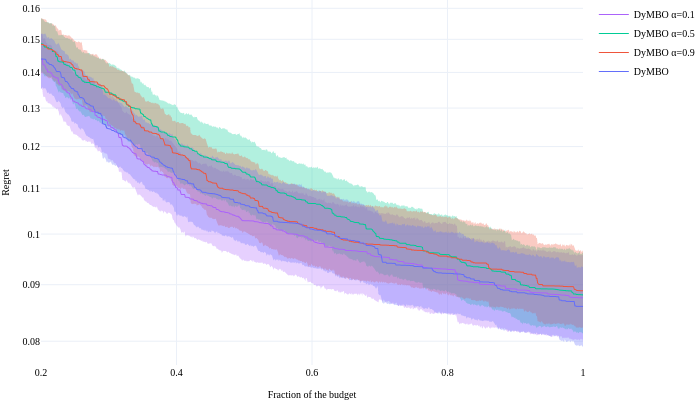 0.16
0.15
0.14
0.13
0.12
0.11
0.1
0.09
0.08
Regret
0.2
0.4
0.6
0.8
1
Fraction of the budget
DyMBO α=0.1
DyMBO α=0.5
DyMBO α=0.9
DyMBO